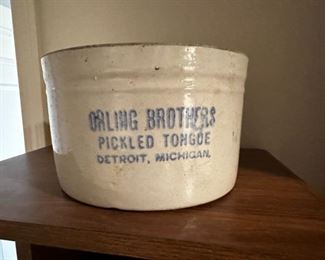 ORLING BROTHERS
PICKLED TONGUE
DETROIT, MICHIGAN.